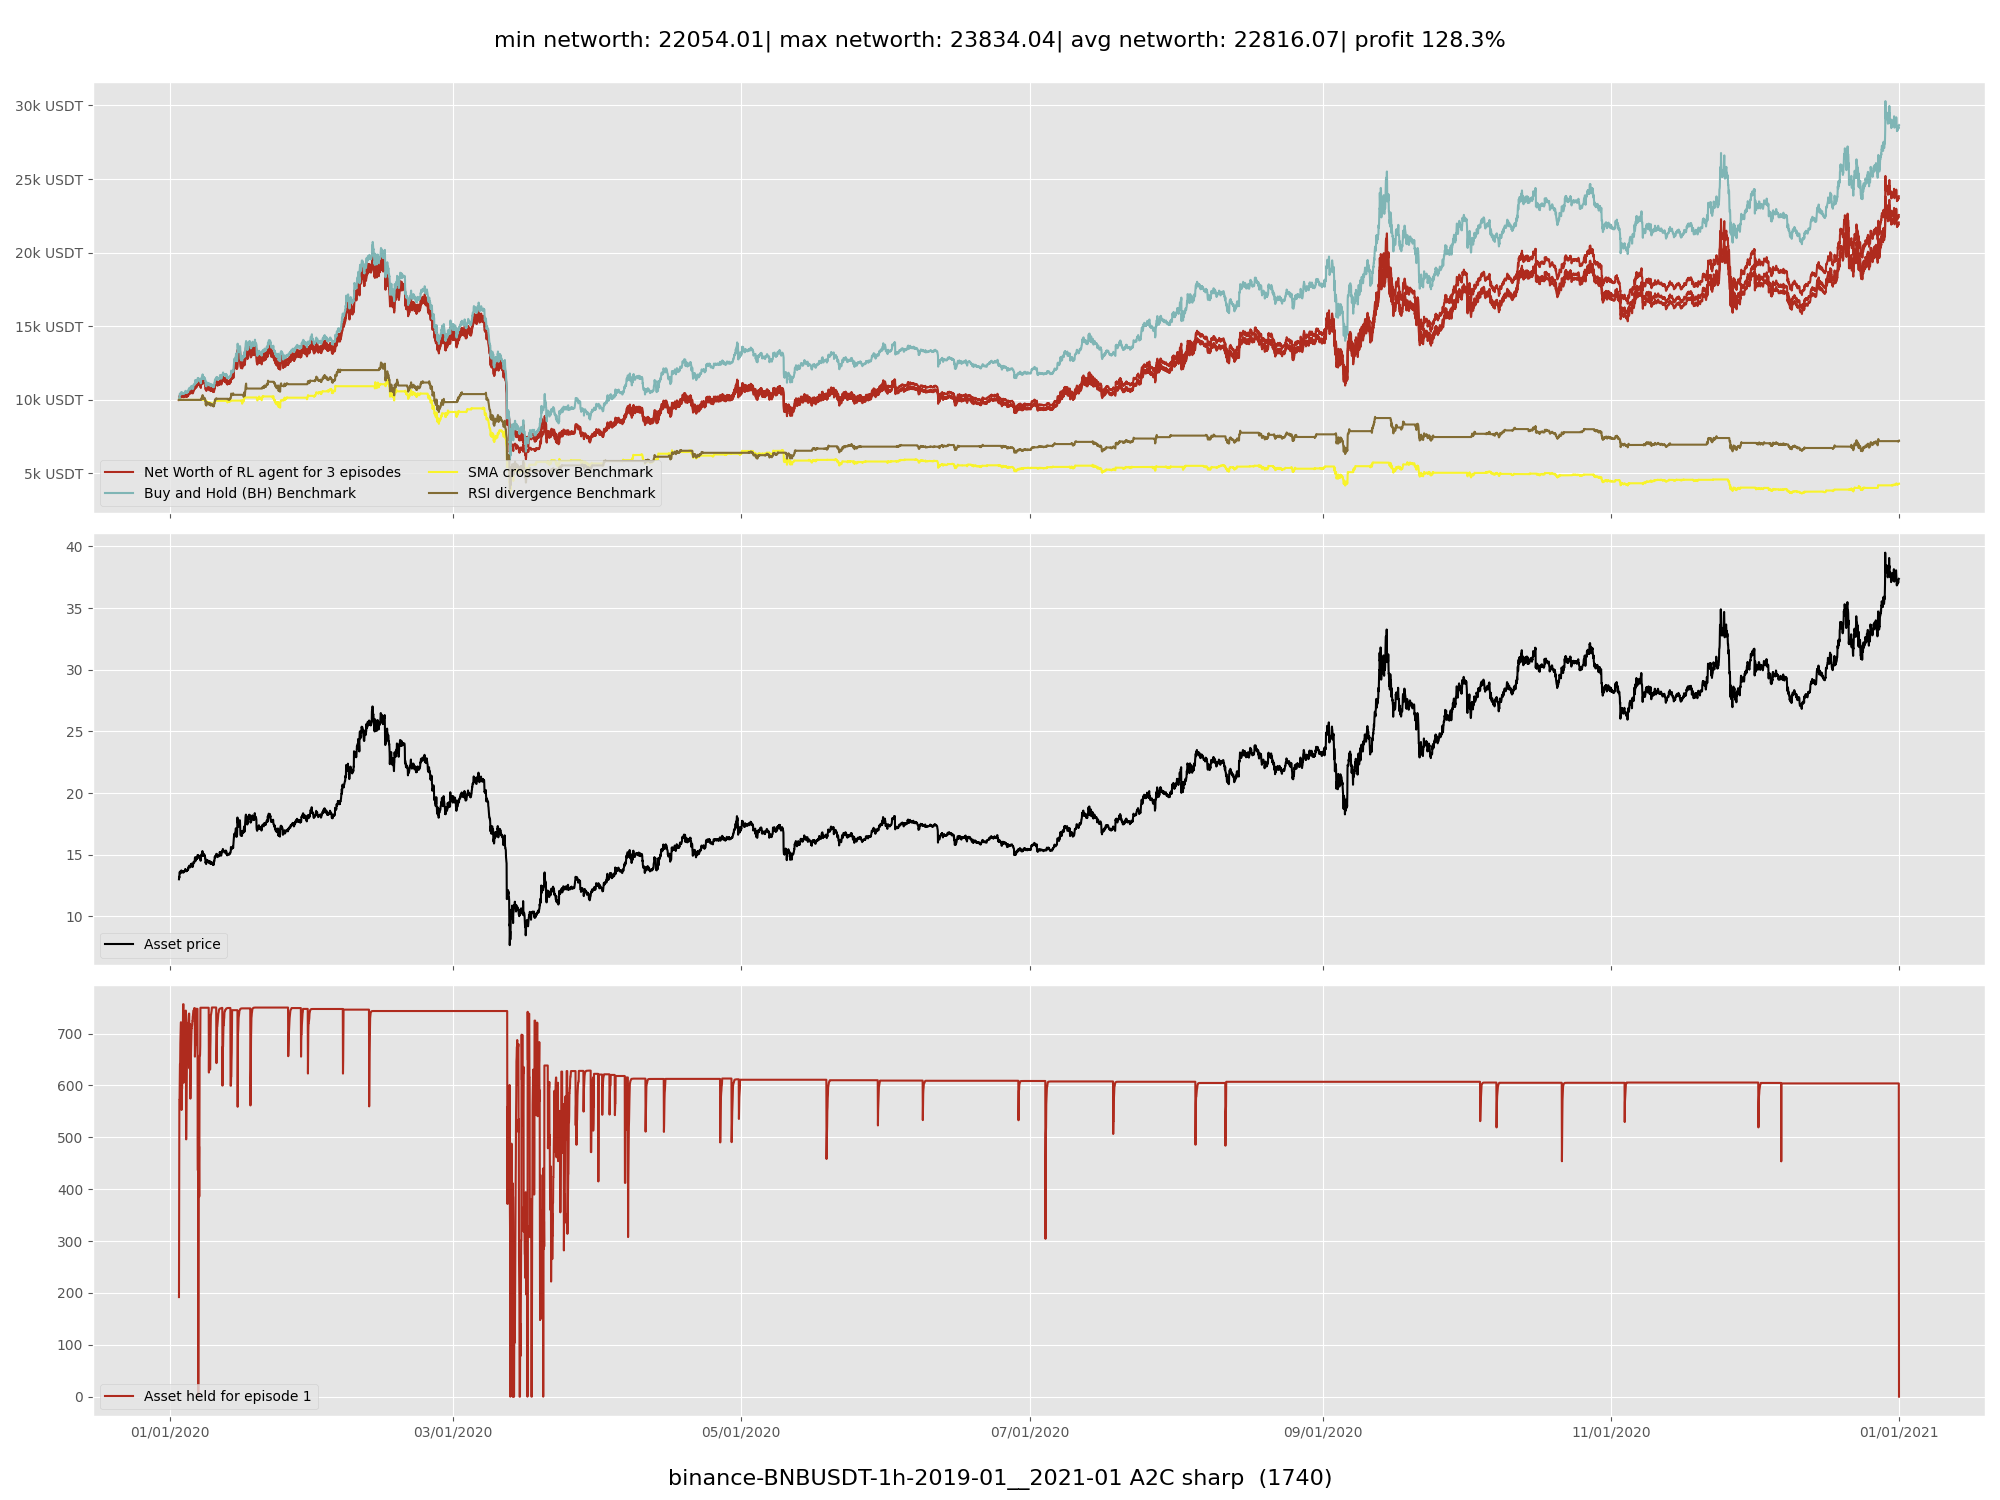 min networth: 22054.01| max networth: 23834.04| avg networth: 22816.07| profit 128.3%
30k USDT
25k USDT
20k USDT
15k USDT
10k USDT
5k USDT
Net Worth of RL agent for 3 episodes
Buy and Hold (BH) Benchmark
SMA crossover Benchmark
RSI divergence Benchmark
40
35
30
25
20
15
10
Asset price
700
600
500
400
300
200
100
0
Asset held for episode 1
01/01/2020 03/01/2020 05/01/2020 07/01/2020 09/01/2020 11/01/2020 01/01/2021
binance-BNBUSDT-1h-2019-01__2021-01 A2C sharp (1740)